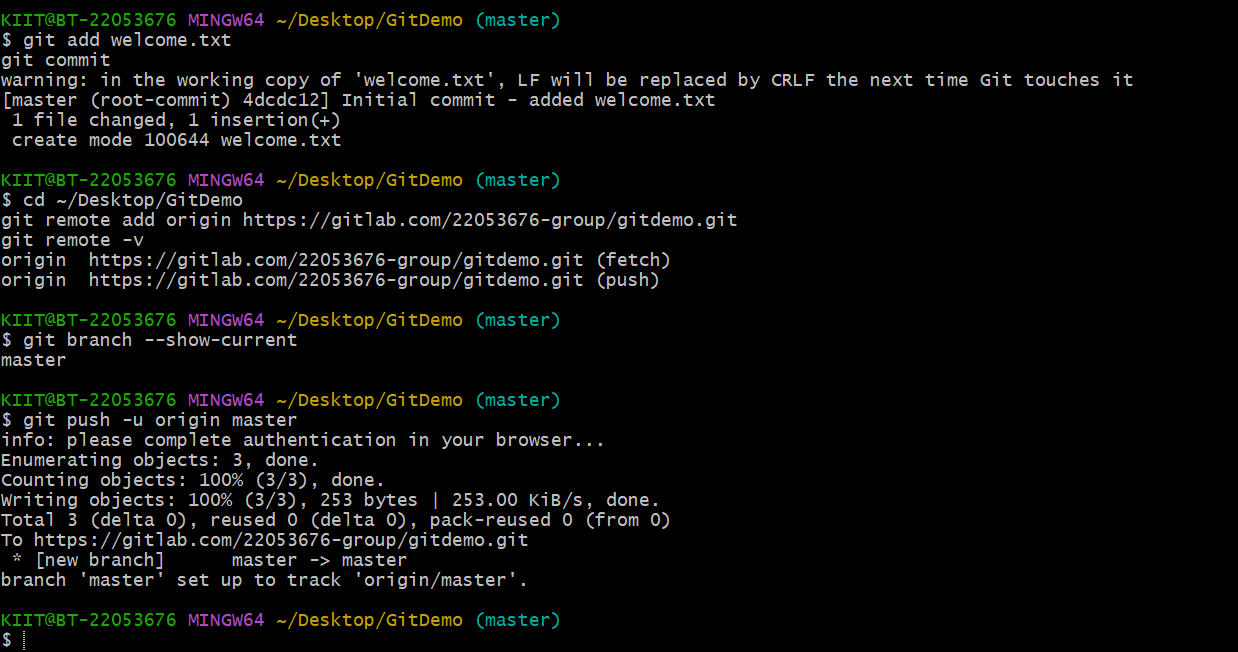 KIIT@BT-22053676 MINGW64 ~/Desktop/GitDemo (master)
$ git add welcome.txt
git commit
warning: in the working copy of 'welcome.txt', LF will be replaced by CRLF the next time Git touches it
[master (root-commit) 4dcdc12] Initial commit - added welcome.txt
 1 file changed, 1 insertion(+)
 create mode 100644 welcome.txt

KIIT@BT-22053676 MINGW64 ~/Desktop/GitDemo (master)
$ cd ~/Desktop/GitDemo
git remote add origin https://gitlab.com/22053676-group/gitdemo.git
git remote -v
origin  https://gitlab.com/22053676-group/gitdemo.git (fetch)
origin  https://gitlab.com/22053676-group/gitdemo.git (push)

KIIT@BT-22053676 MINGW64 ~/Desktop/GitDemo (master)
$ git branch --show-current
master

KIIT@BT-22053676 MINGW64 ~/Desktop/GitDemo (master)
$ git push -u origin master
info: please complete authentication in your browser...
Enumerating objects: 3, done.
Counting objects: 100% (3/3), done.
Writing objects: 100% (3/3), 253 bytes | 253.00 KiB/s, done.
Total 3 (delta 0), reused 0 (delta 0), pack-reused 0 (from 0)
To https://gitlab.com/22053676-group/gitdemo.git
 * [new branch]      master -> master
branch 'master' set up to track 'origin/master'.

KIIT@BT-22053676 MINGW64 ~/Desktop/GitDemo (master)
$